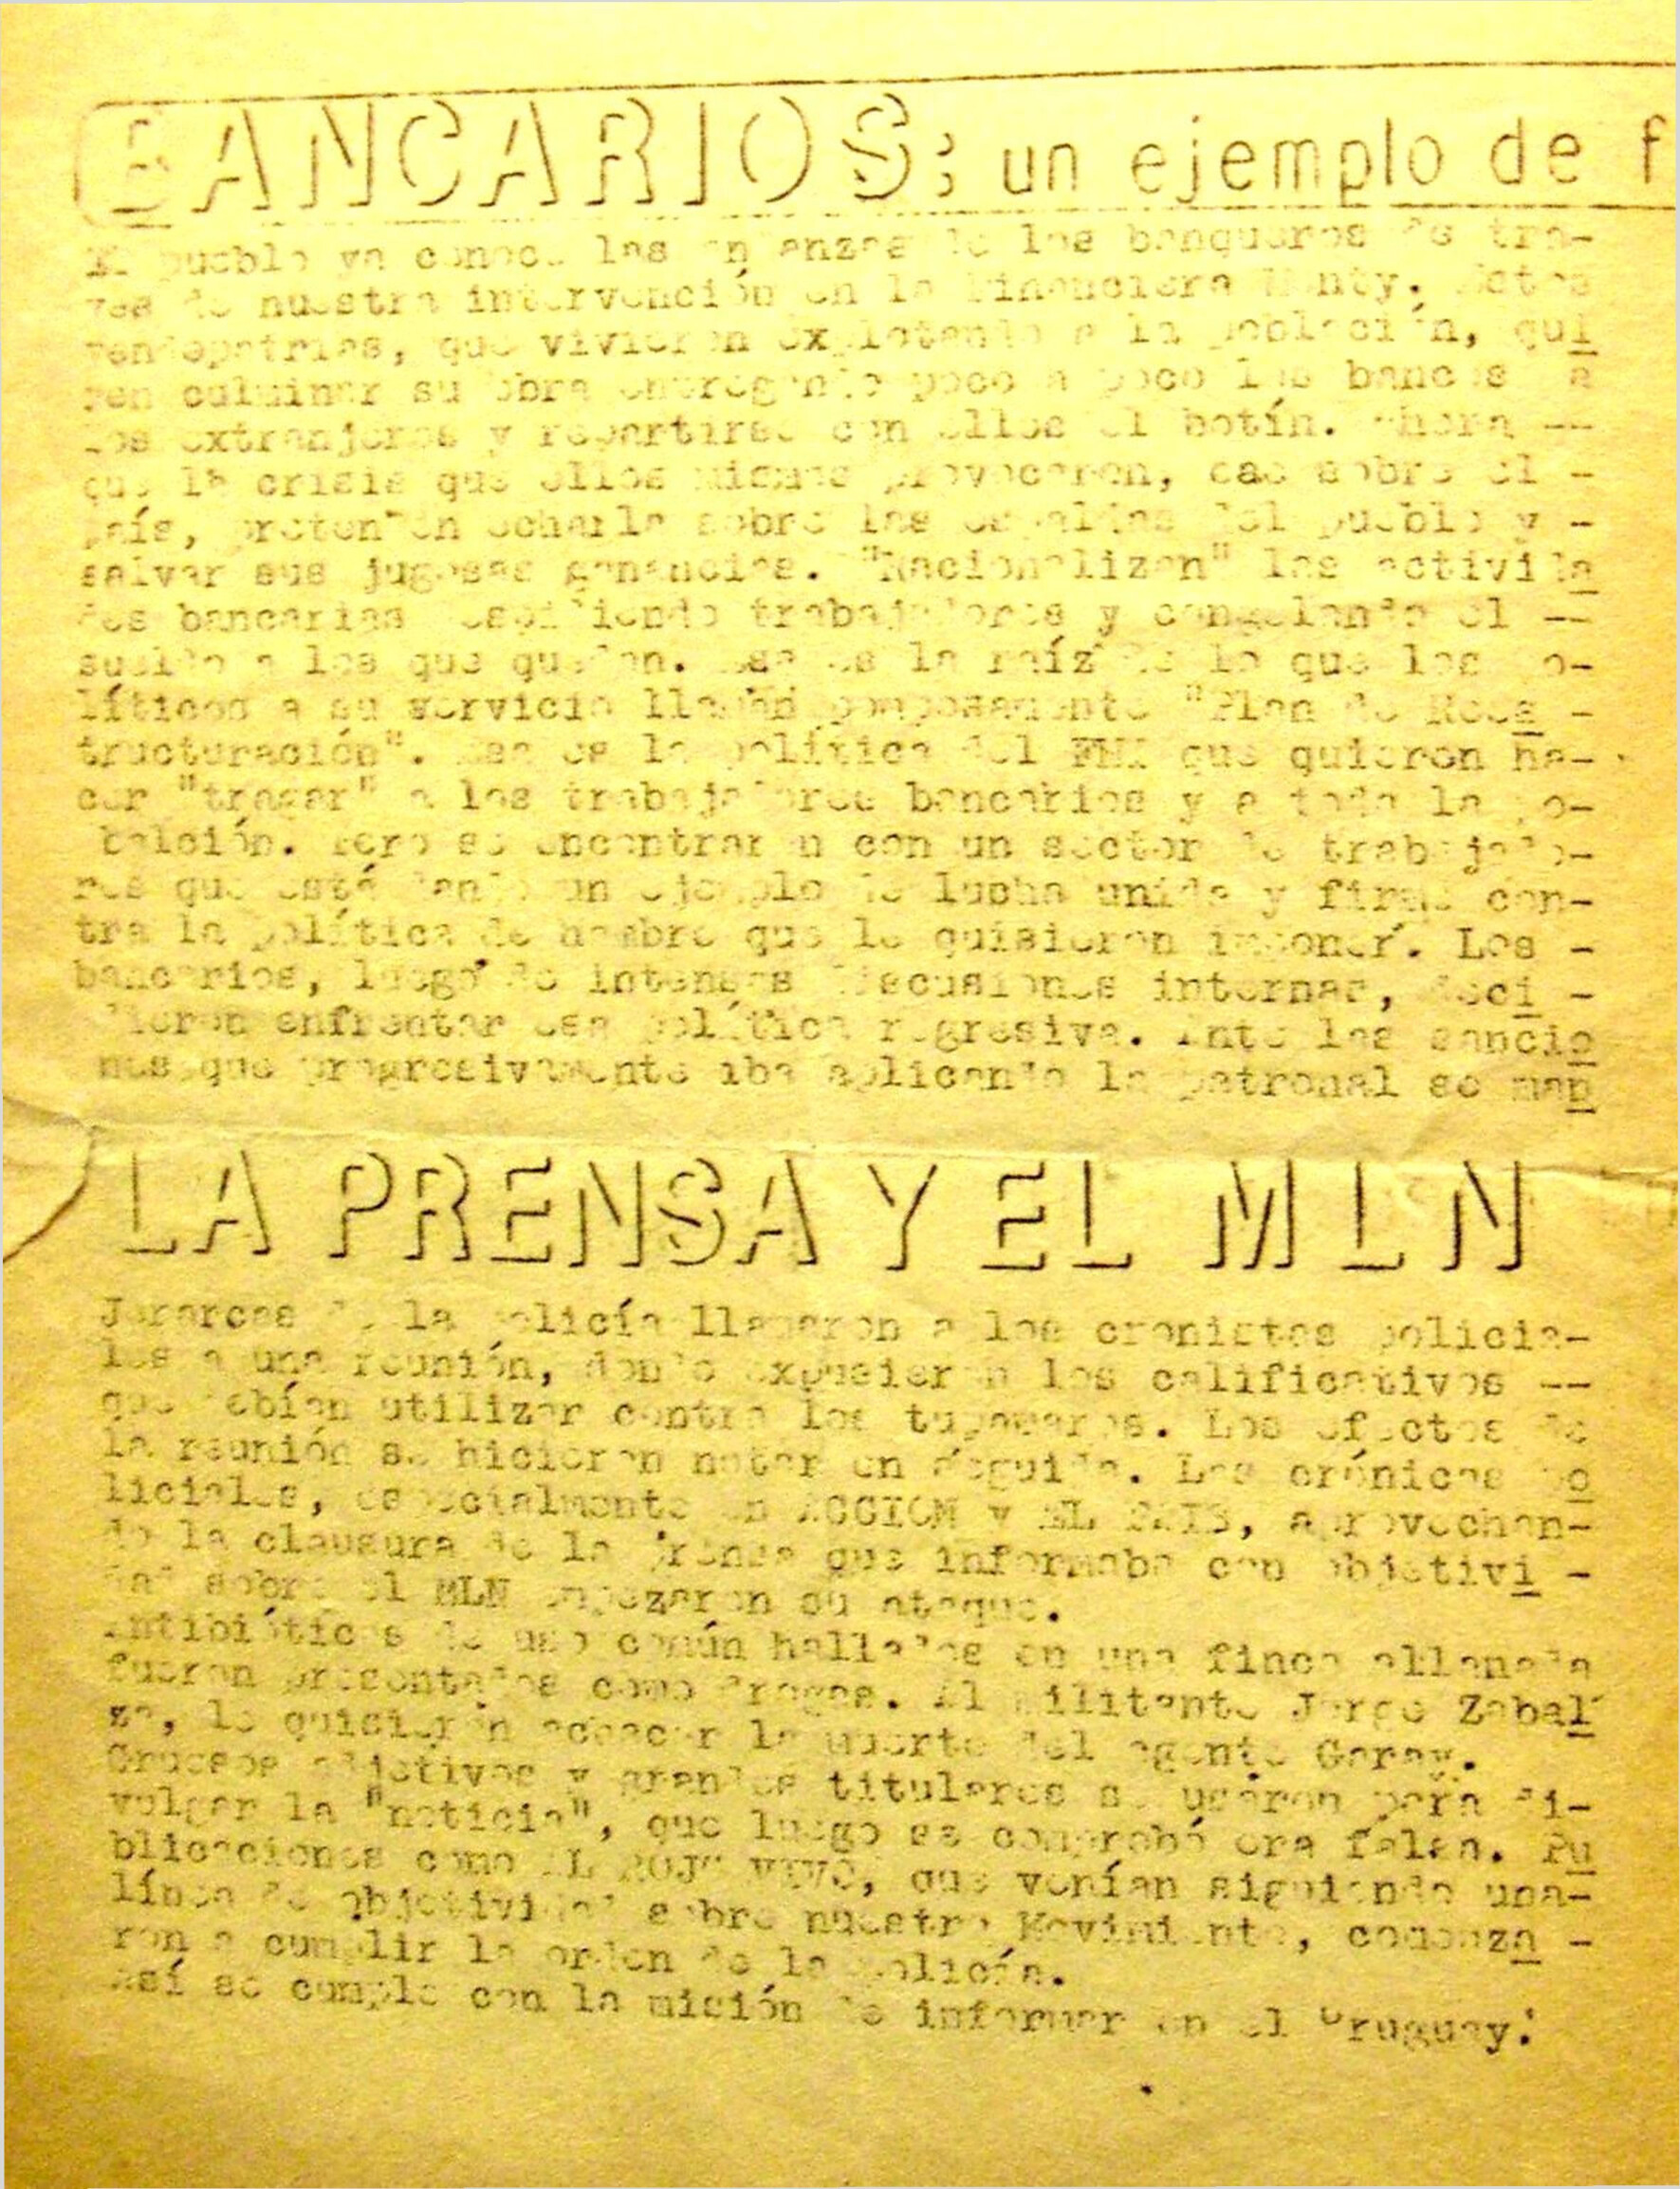 BANCARIOS: un ejemplo de f
El pueblo ya conoce las andanzas de los banqueros a tra-
vés de nuestra intervención en la Financiera Monty. Estos
vendepatrias, que vivieron explotando a la población, qui
ren culminar su obra entregando poco a poco los bancos a
los extranjeros y repartirse con ellos el botín. Ahora --
que la crisis que ellos mismos provocaron, cae sobre el -
país, pretenden echarla sobre las espaldas del pueblo y -
salvar sus jugosas ganancias. "Racionalizan" las activida
des bancarias despidiendo trabajadores y congelando el --
sueldo a los que quedan. Esa es la raíz de lo que los po-
líticos a su servicio llaman pomposamente "Plan de Rees -
tructuración". Esa es la política del FMI que quieren ha-
cer "tragar" a los trabajadores bancarios y a toda la po-
balción. Pero se encontraron con un sector de trabajado-
res que está dando un ejemplo de lucha unida y firme con-
tra la política de hambre que le quisieron imponer. Los -
bancarios, luego de intensas discusiones internas, deci -
dieron enfrentar esa política regresiva. Ante las sancio
nes que progresivamente iba aplicando la patronal se man
LA PRENSA Y EL MLN
Jerarcas de la policía llamaron a los cronistas policia-
les a una reunión, donde expusieron los calificativos --
que debían utilizar contra los tupamaros. Los efectos de
la reunión se hicieron notar en seguida. Las crónicas po
liciales, especialmente en ACCION y EL PAIS, aprovechan-
do la clausura de la prensa que informaba con objetivi -
dad sobre el MLN empezaron su ataque.
Antibióticos de uso común hallados en una finca allanada
fueron presentados como drogas. Al militante Jorge Zabal
za, le quisieron adosar la muerte del agente Garay.
Gruesos adjetivos y grandes titulares se usaron para di-
vulgar la "noticia", que luego se comprobó era falsa. Pu
blicaciones como AL ROJO VIVO, que venían siguiendo una-
línea de objetividad sobre nuestro Movimiento, comenza -
ron a cumplir la orden de la policía.
Así se cumple con la misión de informar en el Uruguay.